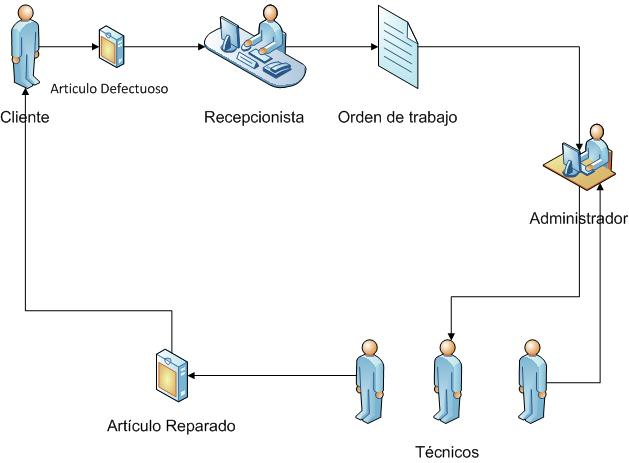 Articulo Defectuoso
Cliente
Recepcionista
Orden de trabajo
Administrador
Artículo Reparado
Técnicos